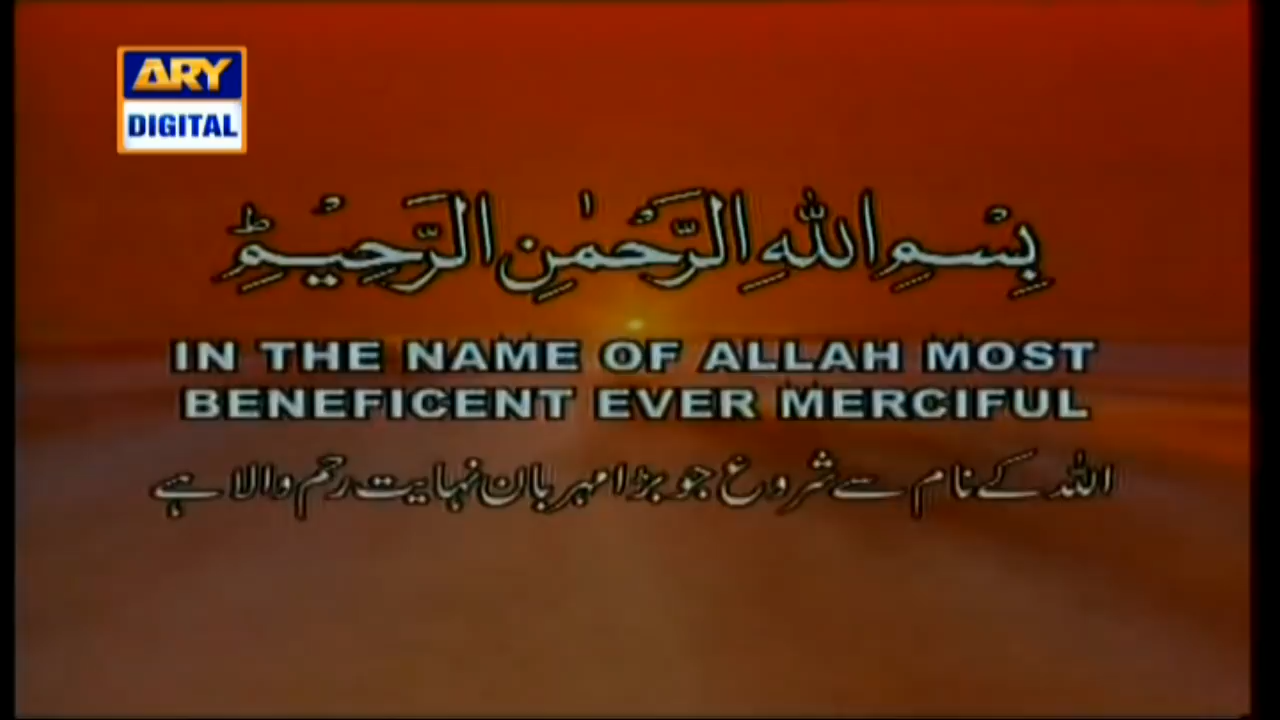 ARY
DIGITAL
بِسْمِ اللّٰهِ الرَّحْمٰنِ الرَّحِيْمِ ؕ
IN THE NAME OF ALLAH MOST
BENEFICENT EVER MERCIFUL
اللہ کے نام سے شروع جو بڑا مہربان نہایت رحم والا ہے